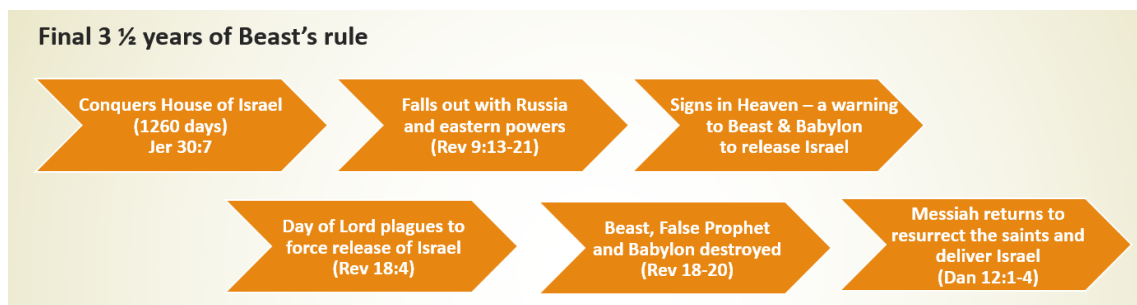 Final 3 ½ years of Beast’s rule
Conquers House of Israel
(1260 days)
Jer 30:7
Falls out with Russia
and eastern powers
(Rev 9:13-21)
Signs in Heaven – a warning
to Beast & Babylon
to release Israel
Day of Lord plagues to
force release of Israel
(Rev 18:4)
Beast, False Prophet
and Babylon destroyed
(Rev 18-20)
Messiah returns to
resurrect the saints and
deliver Israel
(Dan 12:1-4)